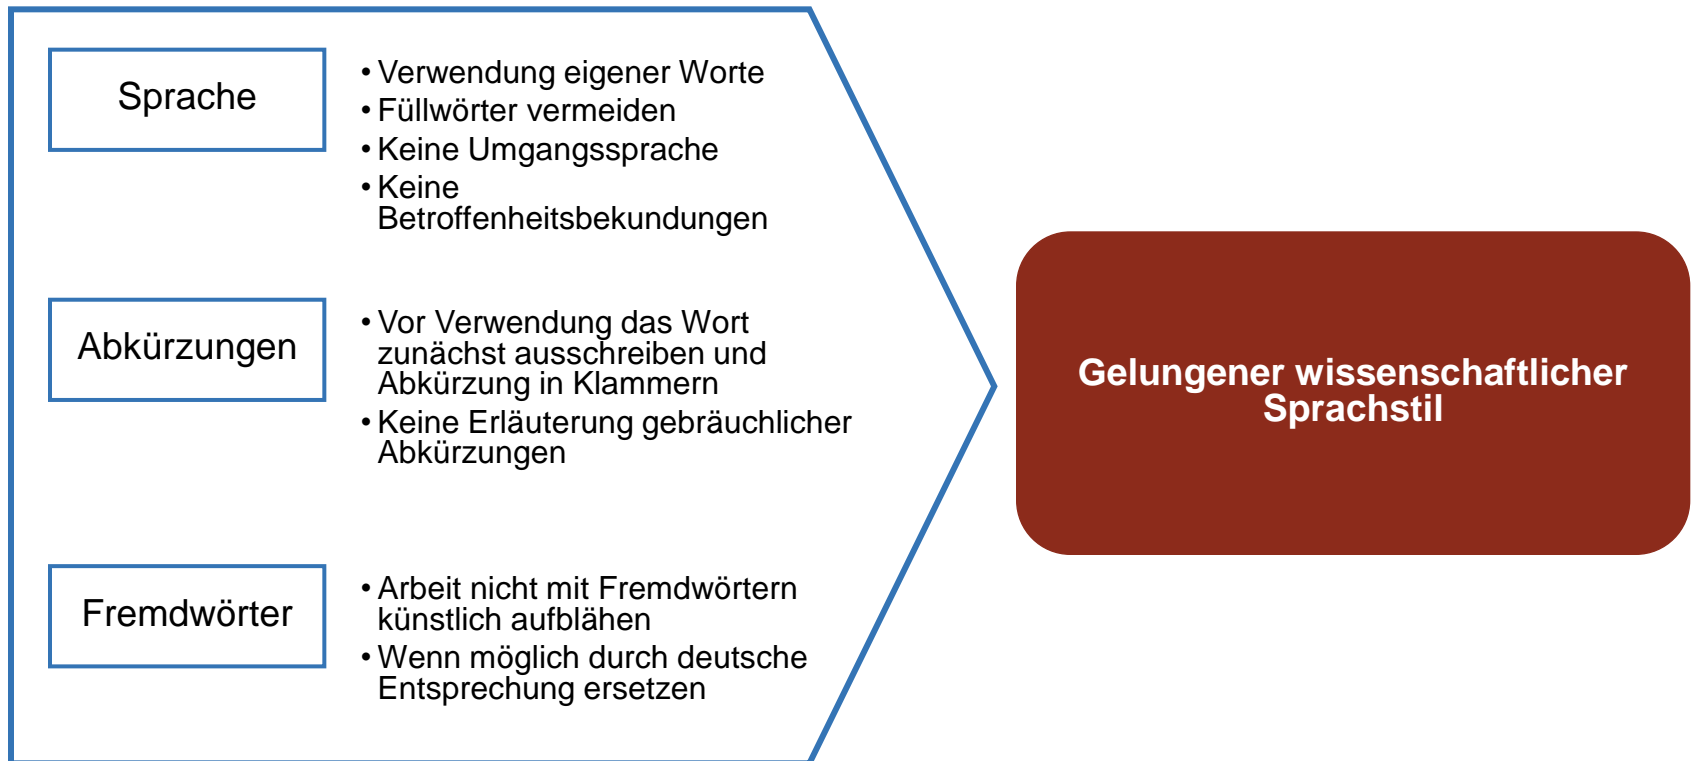 Sprache
• Verwendung eigener Worte
• Füllwörter vermeiden
• Keine Umgangssprache
• Keine
Betroffenheitsbekundungen
Abkürzungen
• Vor Verwendung das Wort
zunächst ausschreiben und
Abkürzung in Klammern
• Keine Erläuterung gebräuchlicher
Abkürzungen
Fremdwörter
• Arbeit nicht mit Fremdwörtern
künstlich aufblähen
• Wenn möglich durch deutsche
Entsprechung ersetzen
Gelungener wissenschaftlicher
Sprachstil